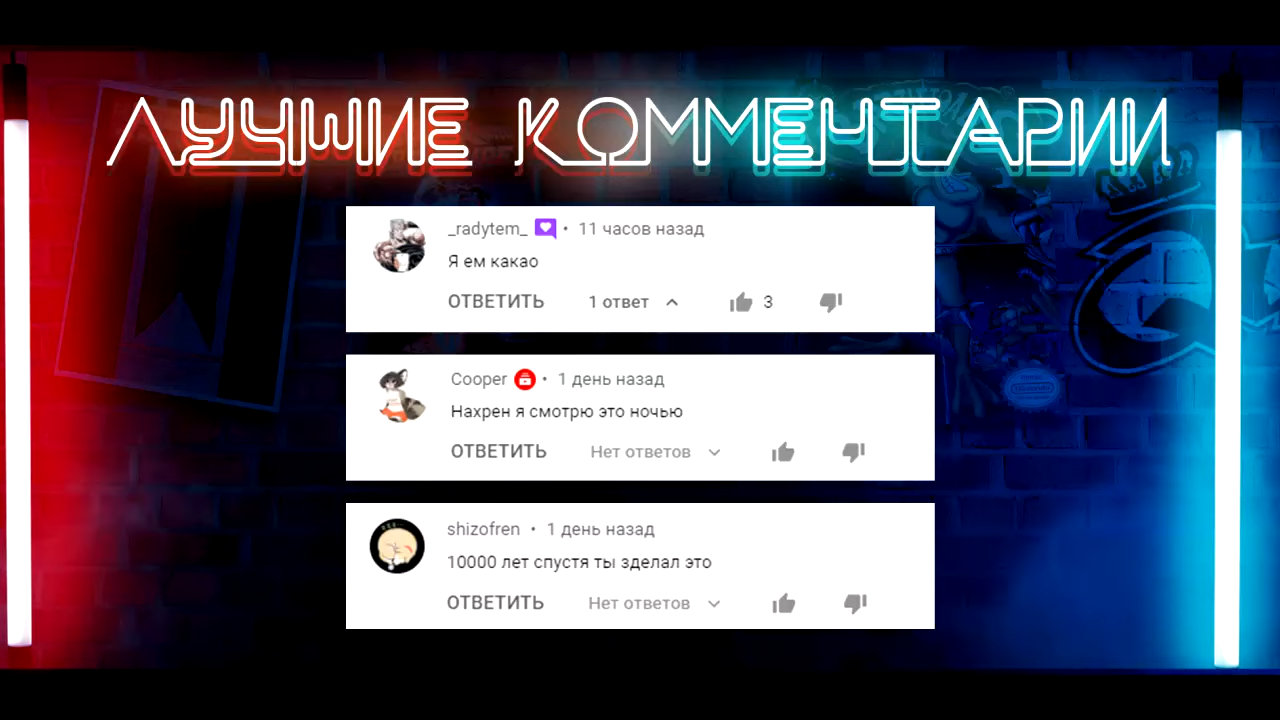 ЛУЧШИЕ КОММЕНТАРИИ
_radytem_ • 11 часов назад
Я ем какао
ОТВЕТИТЬ 1 ответ 3
Cooper • 1 день назад
Нахрен я смотрю это ночью
ОТВЕТИТЬ Нет ответов
shizofren • 1 день назад
10000 лет спустя ты зделал это
ОТВЕТИТЬ Нет ответов
Nintendo